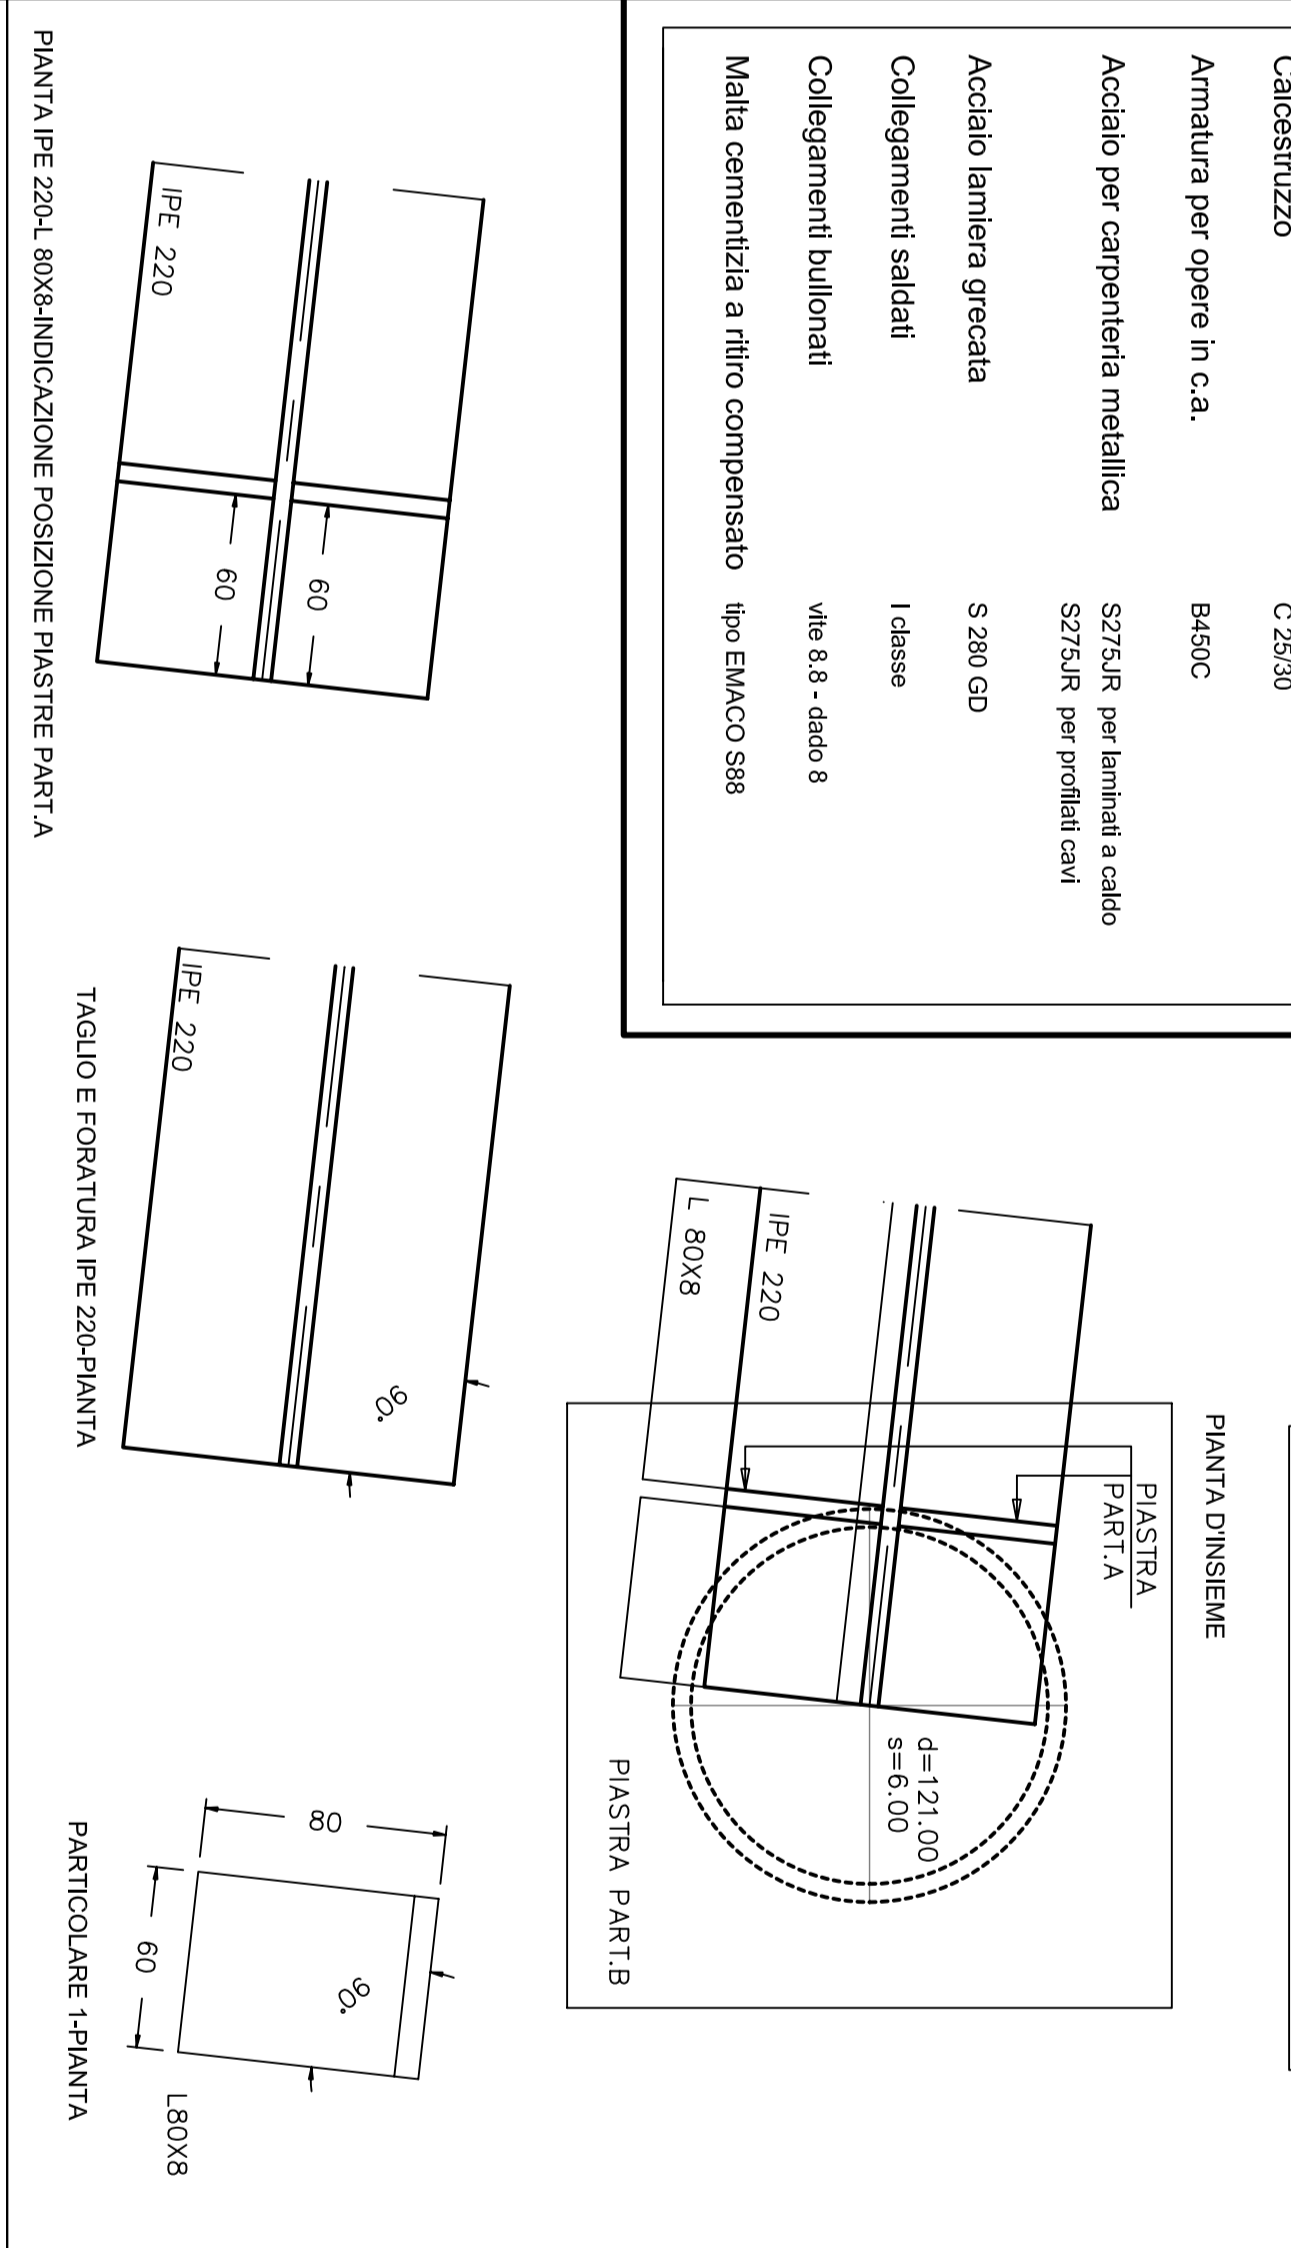 Calcestruzzo C 25/30
Armatura per opere in c.a. B450C
Acciaio per carpenteria metallica S275JR per laminati a caldo
S275JR per profilati cavi
Acciaio lamiera grecata S 280 GD
Collegamenti saldati I classe
Collegamenti bullonati vite 8.8 - dado 8
Malta cementizia a ritiro compensato tipo EMACO S88
PIANTA D'INSIEME
PIASTRA
PART.A
d=121.00
s=6.00
IPE 220
L 80X8
PIASTRA PART.B
60
60
IPE 220
PIANTA IPE 220-L 80X8-INDICAZIONE POSIZIONE PIASTRE PART.A
90°
IPE 220
TAGLIO E FORATURA IPE 220-PIANTA
80
90°
60
L80X8
PARTICOLARE 1-PIANTA